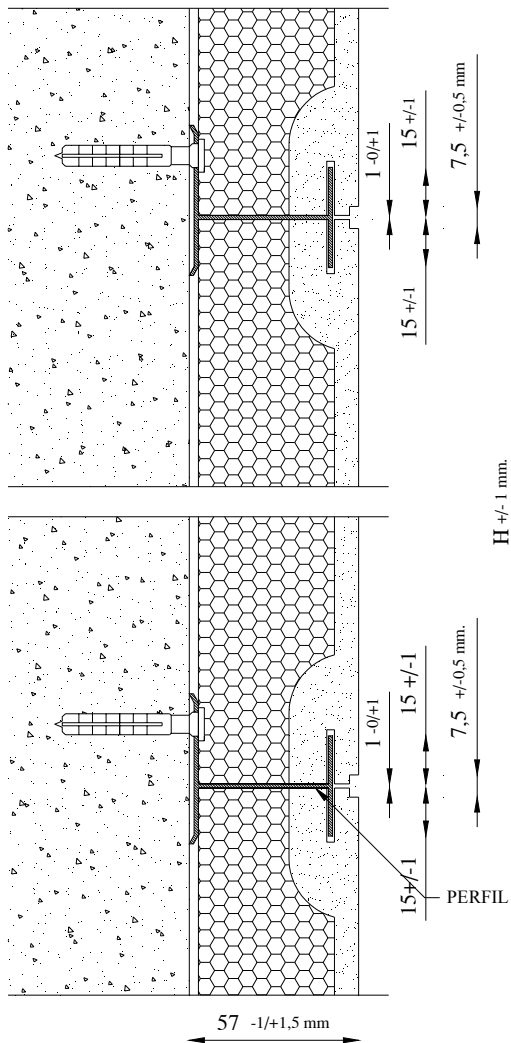 1 -0/+1
15 +/-1
7,5 +/-0,5 mm
15 +/-1
H +/- 1 mm.
1 -0/+1
15 +/-1
7,5 +/-0,5 mm.
15+/-1
PERFIL
57 -1/+1,5 mm